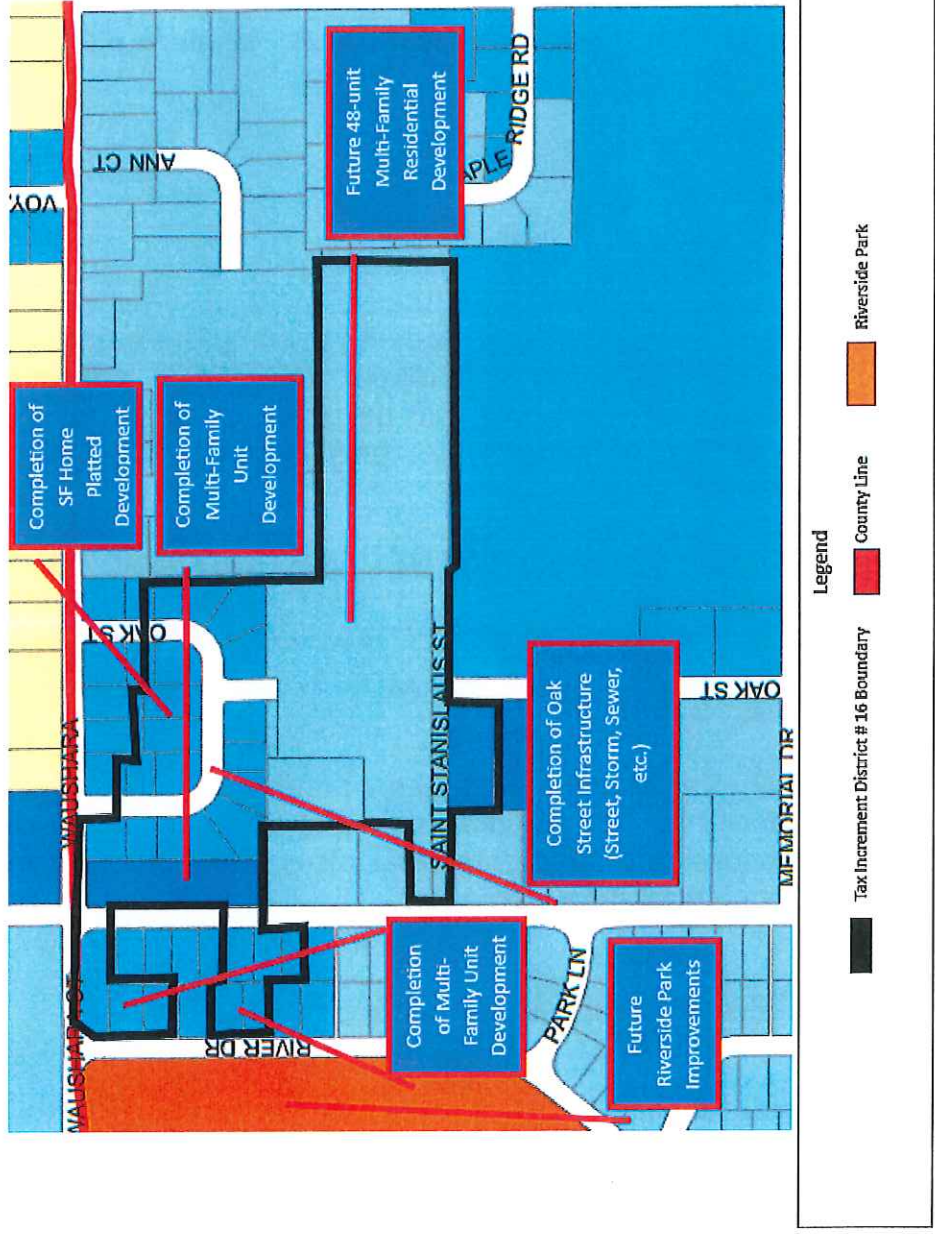 WAUSHARA
VOY
ANN CT
Completion of
SF Home
Platted
Development
Future 48-unit
Multi-Family
Residential
Development
Completion of
Multi-Family
Unit
Development
RIDGE RD
OAK ST
SAINT STANISLAUS ST
WAUSHARA CT
RIVER DR
Completion of Oak
Street Infrastructure
(Street, Storm, Sewer,
etc.)
OAK ST
MEMORIAL DR
Completion
of Multi-
Family Unit
Development
PARK LN
Future
Riverside Park
Improvements
Legend
Tax Increment District # 16 Boundary
County Line
Riverside Park